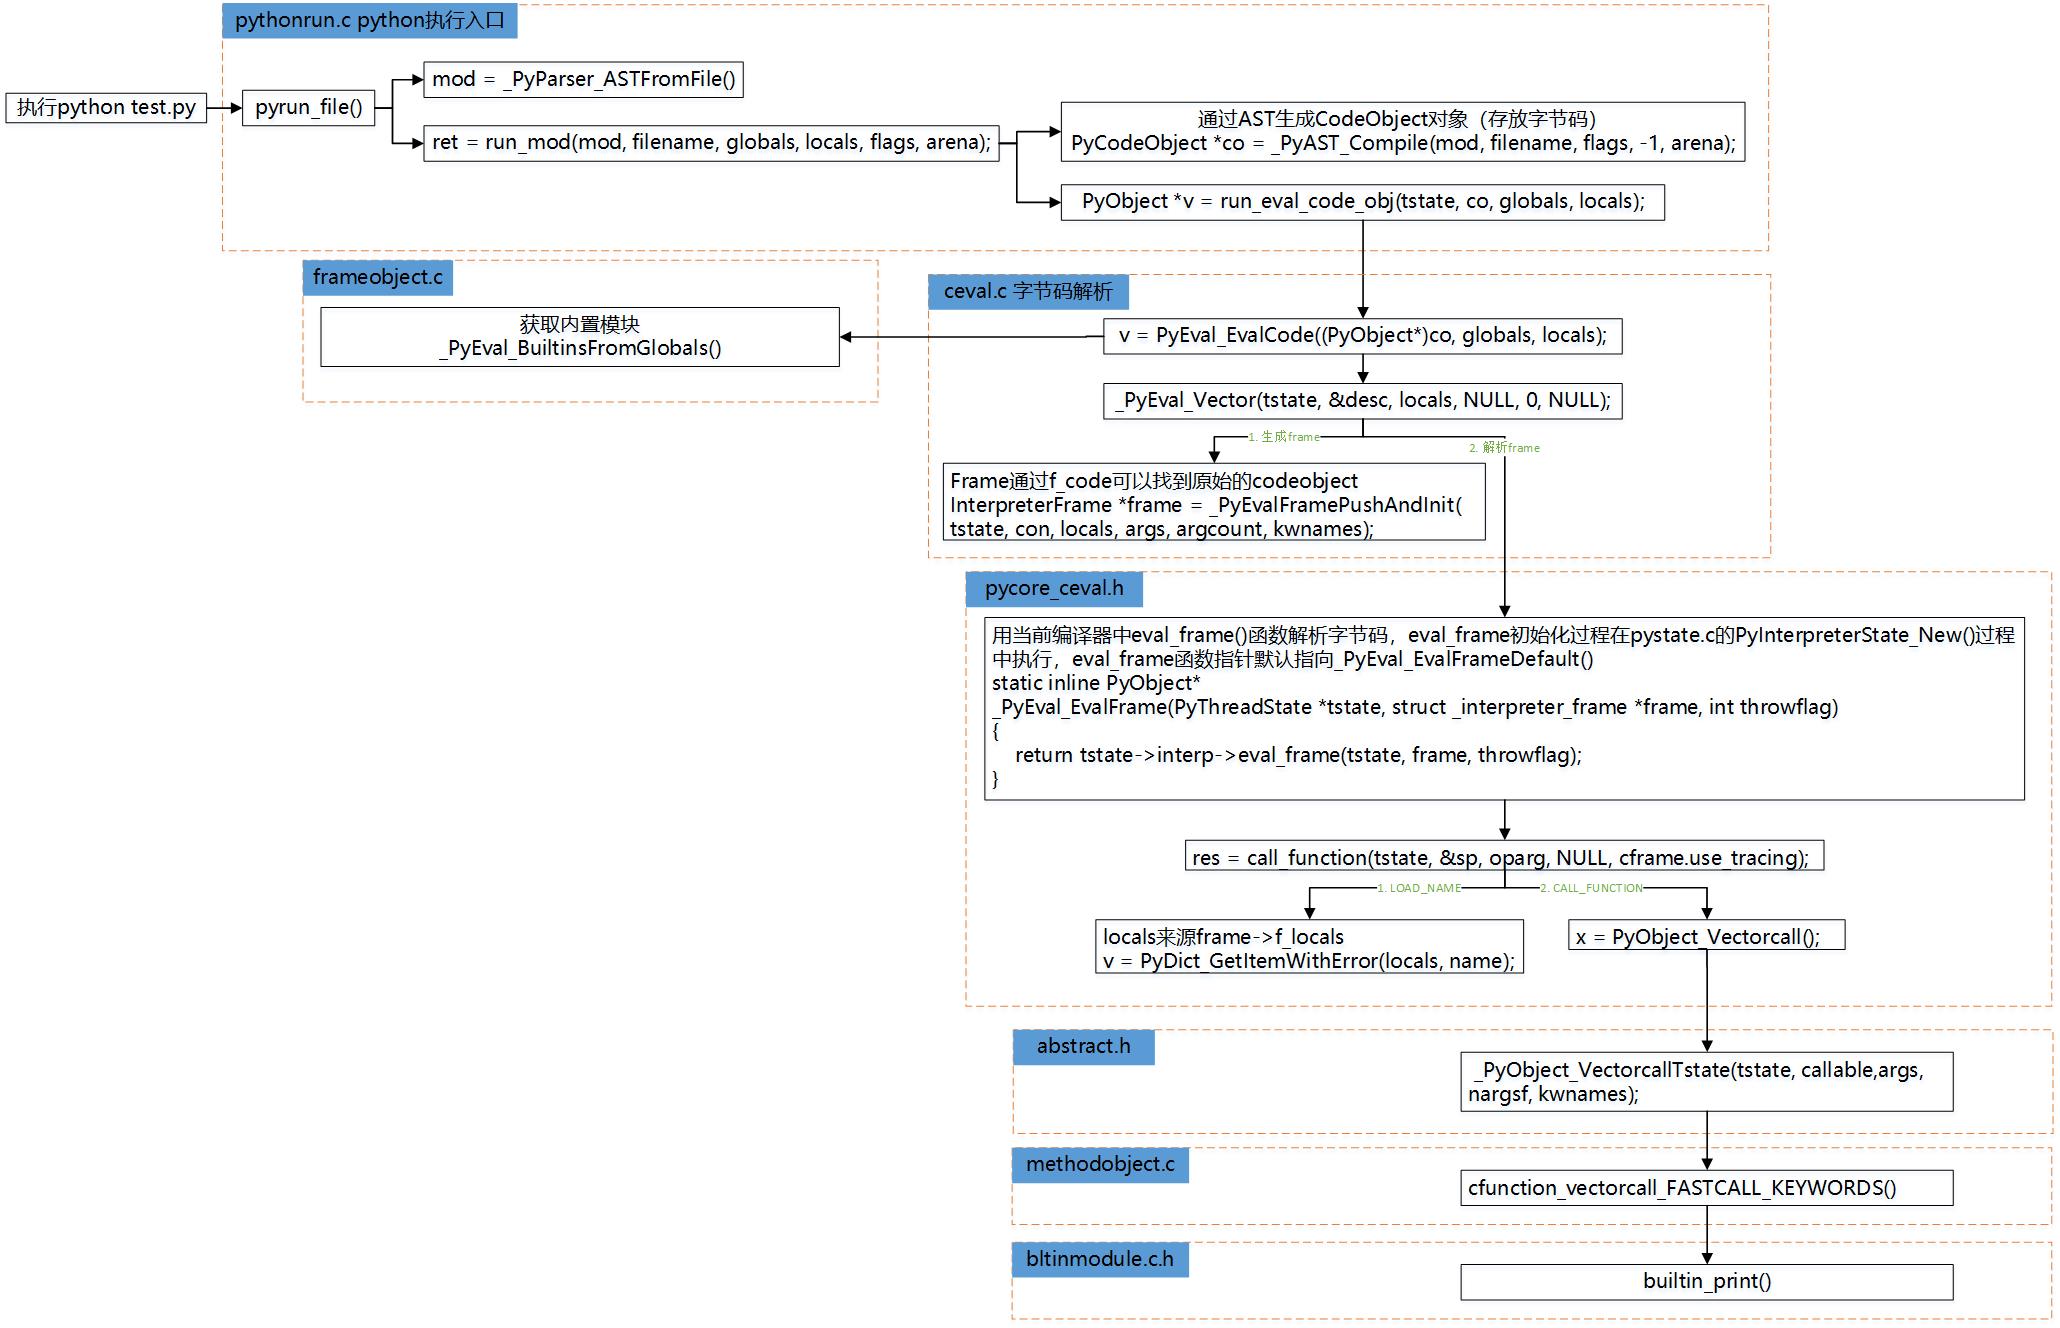 pythonrun.c python执行入口
执行python test.py
pyrun_file()
mod = _PyParser_ASTFromFile()
ret = run_mod(mod, filename, globals, locals, flags, arena);
通过AST生成CodeObject对象（存放字节码）
PyCodeObject *co = _PyAST_Compile(mod, filename, flags, -1, arena);
PyObject *v = run_eval_code_obj(tstate, co, globals, locals);
frameobject.c
获取内置模块
_PyEval_BuiltinsFromGlobals()
ceval.c 字节码解析
v = PyEval_EvalCode((PyObject*)co, globals, locals);
_PyEval_Vector(tstate, &desc, locals, NULL, 0, NULL);
1. 生成frame
2. 解析frame
Frame通过f_code可以找到原始的codeobject
InterpreterFrame *frame = _PyEvalFramePushAndInit(
tstate, con, locals, args, argcount, kwnames);
pycore_ceval.h
用当前编译器中eval_frame()函数解析字节码，eval_frame初始化过程在pystate.c的PyInterpreterState_New()过程
中执行，eval_frame函数指针默认指向_PyEval_EvalFrameDefault()
static inline PyObject*
_PyEval_EvalFrame(PyThreadState *tstate, struct _interpreter_frame *frame, int throwflag)
{
return tstate->interp->eval_frame(tstate, frame, throwflag);
}
res = call_function(tstate, &sp, oparg, NULL, cframe.use_tracing);
1. LOAD_NAME
2. CALL_FUNCTION
locals来源frame->f_locals
v = PyDict_GetItemWithError(locals, name);
x = PyObject_Vectorcall();
abstract.h
_PyObject_VectorcallTstate(tstate, callable,args,
nargsf, kwnames);
methodobject.c
cfunction_vectorcall_FASTCALL_KEYWORDS()
bltinmodule.c.h
builtin_print()